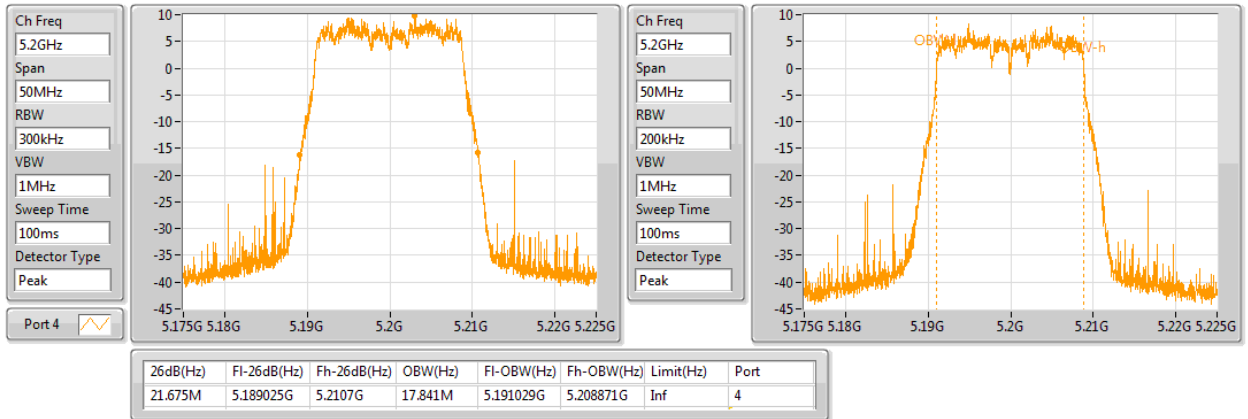 Ch Freq
5.2GHz
Span
50MHz
RBW
300kHz
VBW
1MHz
Sweep Time
100ms
Detector Type
Peak
Port 4
10
5
0
-5
-10
-15
-20
-25
-30
-35
-40
-45
5.175G 5.18G 5.19G 5.2G 5.21G 5.22G 5.225G
Ch Freq
5.2GHz
Span
50MHz
RBW
200kHz
VBW
1MHz
Sweep Time
100ms
Detector Type
Peak
10
5
0
-5
-10
-15
-20
-25
-30
-35
-40
-45
5.175G 5.18G 5.19G 5.2G 5.21G 5.22G 5.225G
26dB(Hz) Fl-26dB(Hz) Fh-26dB(Hz) OBW(Hz) Fl-OBW(Hz) Fh-OBW(Hz) Limit(Hz) Port
21.675M 5.189025G 5.2107G 17.841M 5.191029G 5.208871G Inf 4